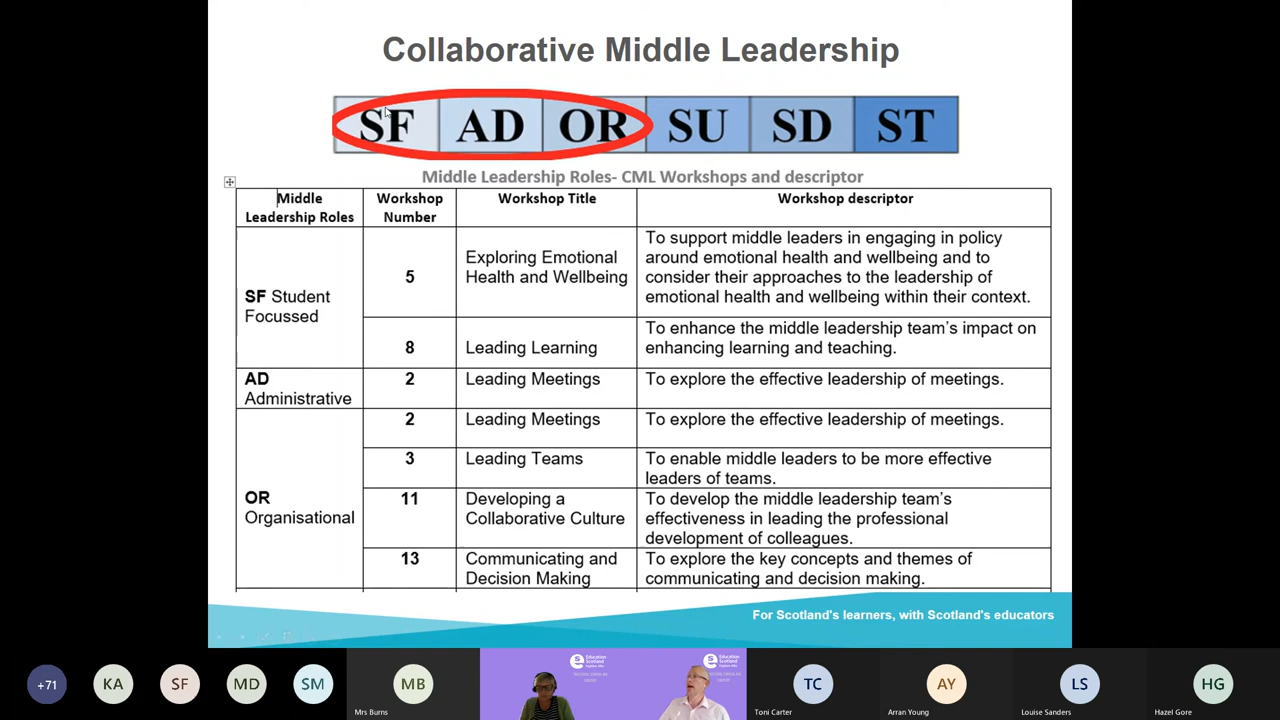 Collaborative Middle Leadership
SF AD OR SU SD ST
Middle Leadership Roles- CML Workshops and descriptor
Middle Leadership Roles
Workshop Number
Workshop Title
Workshop descriptor
SF Student
Focussed
5
Exploring Emotional
Health and Wellbeing
To support middle leaders in engaging in policy
around emotional health and wellbeing and to
consider their approaches to the leadership of
emotional health and wellbeing within their context.
8
Leading Learning
To enhance the middle leadership team's impact on
enhancing learning and teaching.
AD
Administrative
2
Leading Meetings
To explore the effective leadership of meetings.
OR
Organisational
2
Leading Meetings
To explore the effective leadership of meetings.
3
Leading Teams
To enable middle leaders to be more effective
leaders of teams.
11
Developing a
Collaborative Culture
To develop the middle leadership team's
effectiveness in leading the professional
development of colleagues.
13
Communicating and
Decision Making
To explore the key concepts and themes of
communicating and decision making.
For Scotland's learners, with Scotland's educators
+71
KA
SF
MD
SM
MB
Mrs Burns
Education
Scotland
Education
Scotland
TC
Toni Carter
AY
Arran Young
LS
Louise Sanders
HG
Hazel Gore